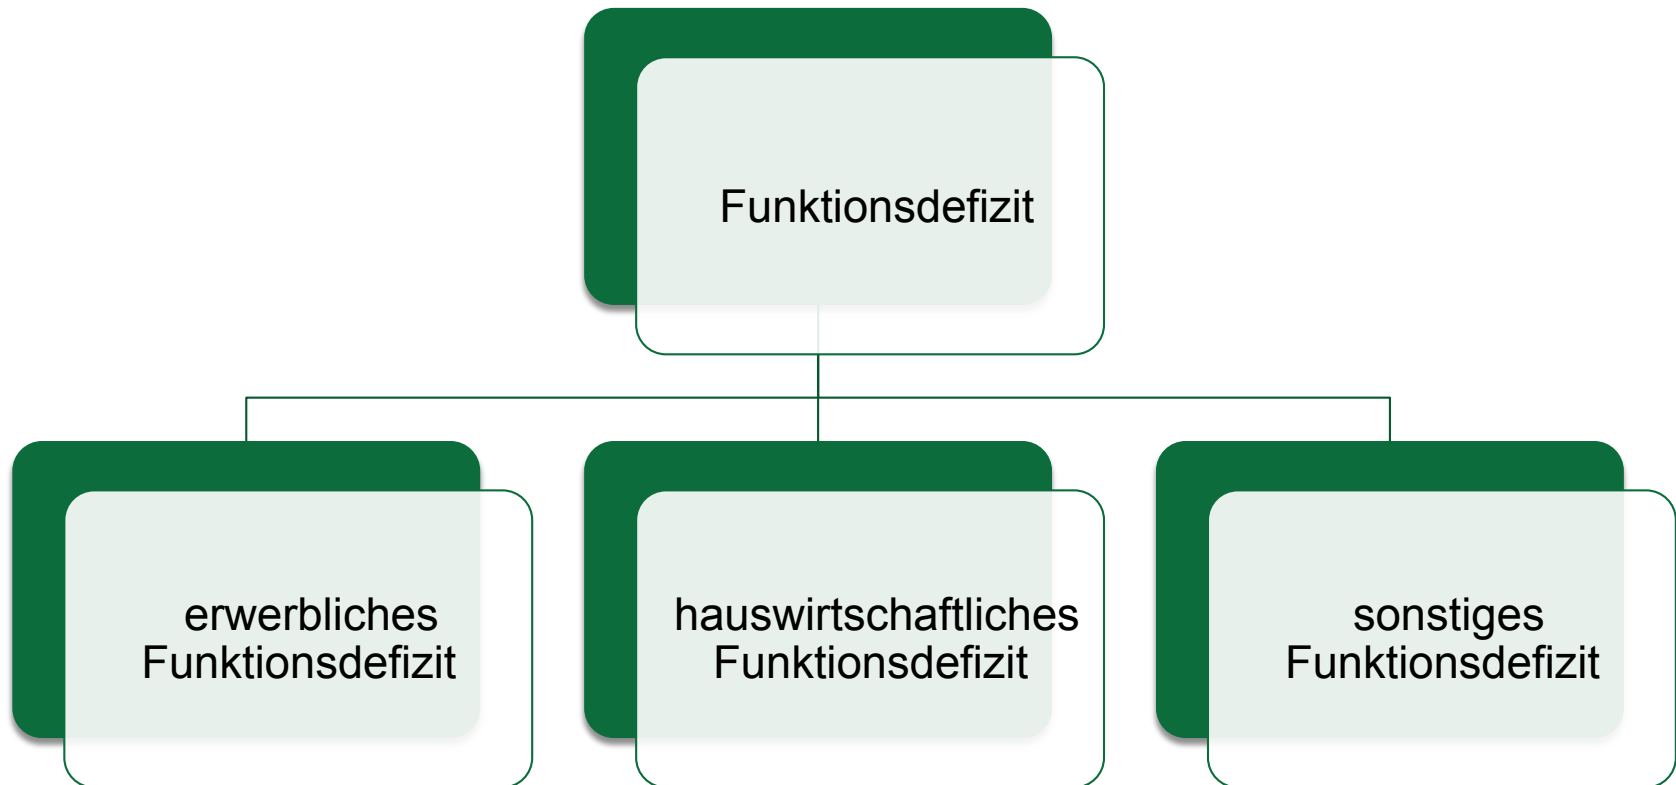 Funktionsdefizit
erwerbliches
Funktionsdefizit
hauswirtschaftliches
Funktionsdefizit
sonstiges
Funktionsdefizit